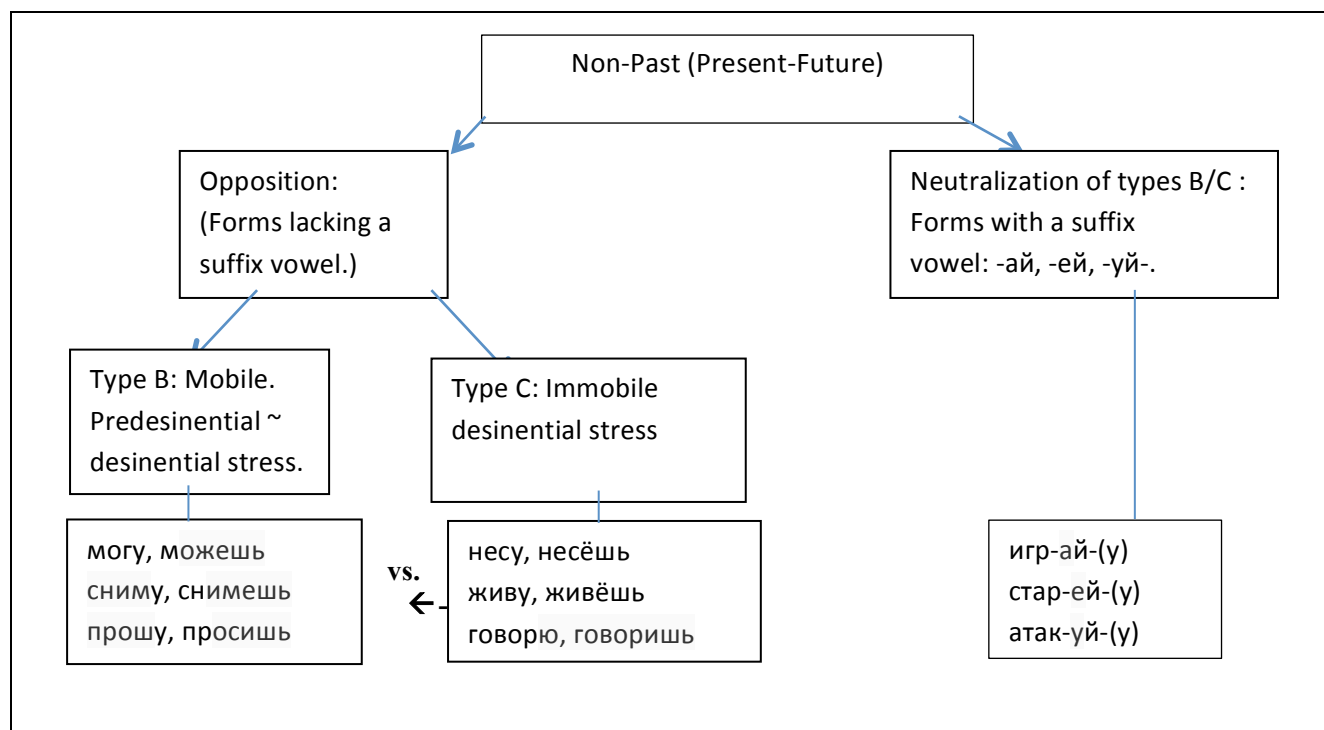 Non-Past (Present-Future)
Opposition:
(Forms lacking a
suffix vowel.)
Neutralization of types B/C :
Forms with a suffix
vowel: -ай, -ей, -уй-.
Type B: Mobile.
Predesinential ~
desinential stress.
Type C: Immobile
desinential stress
могу, можешь
сниму, снимешь
прошу, просишь
vs.
несу, несёшь
живу, живёшь
говорю, говоришь
игр-ай-(у)
стар-ей-(у)
атак-уй-(у)